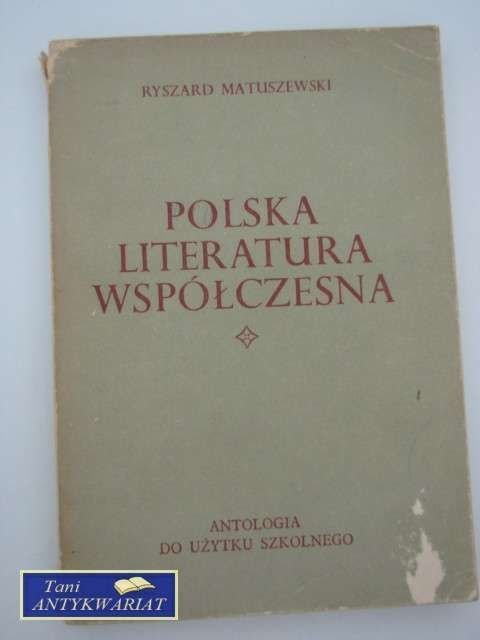 RYSZARD MATUSZEWSKI
POLSKA
LITERATURA
WSPÓŁCZESNA
ANTOLOGIA
DO UŻYTKU SZKOLNEGO
Tani
ANTYKWARIAT